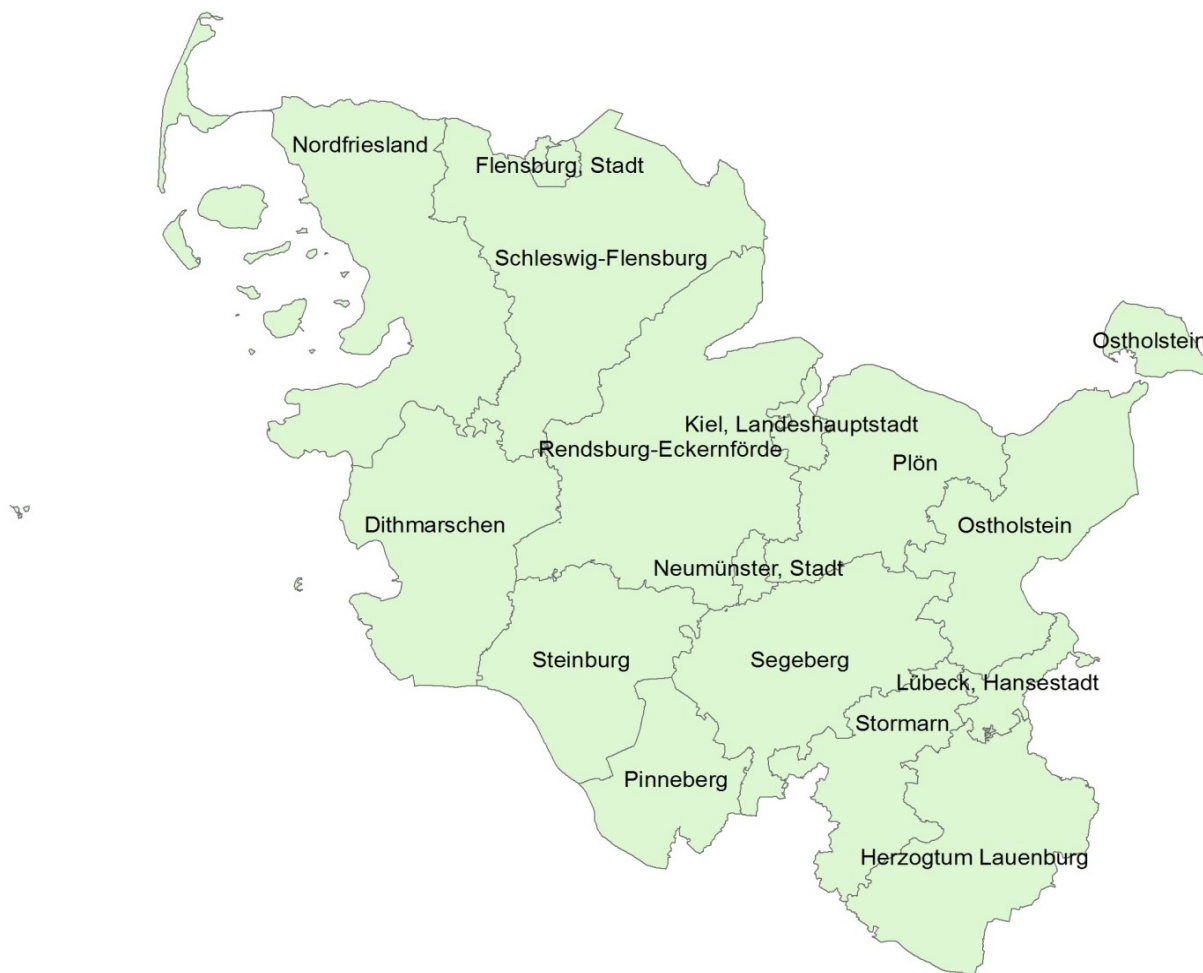 Nordfriesland
Flensburg, Stadt
Schleswig-Flensburg
Ostholstein
Kiel, Landeshauptstadt
Rendsburg-Eckernförde
Plön
Dithmarschen
Ostholstein
Neumünster, Stadt
Steinburg
Segeberg
Lübeck, Hansestadt
Stormarn
Pinneberg
Herzogtum Lauenburg